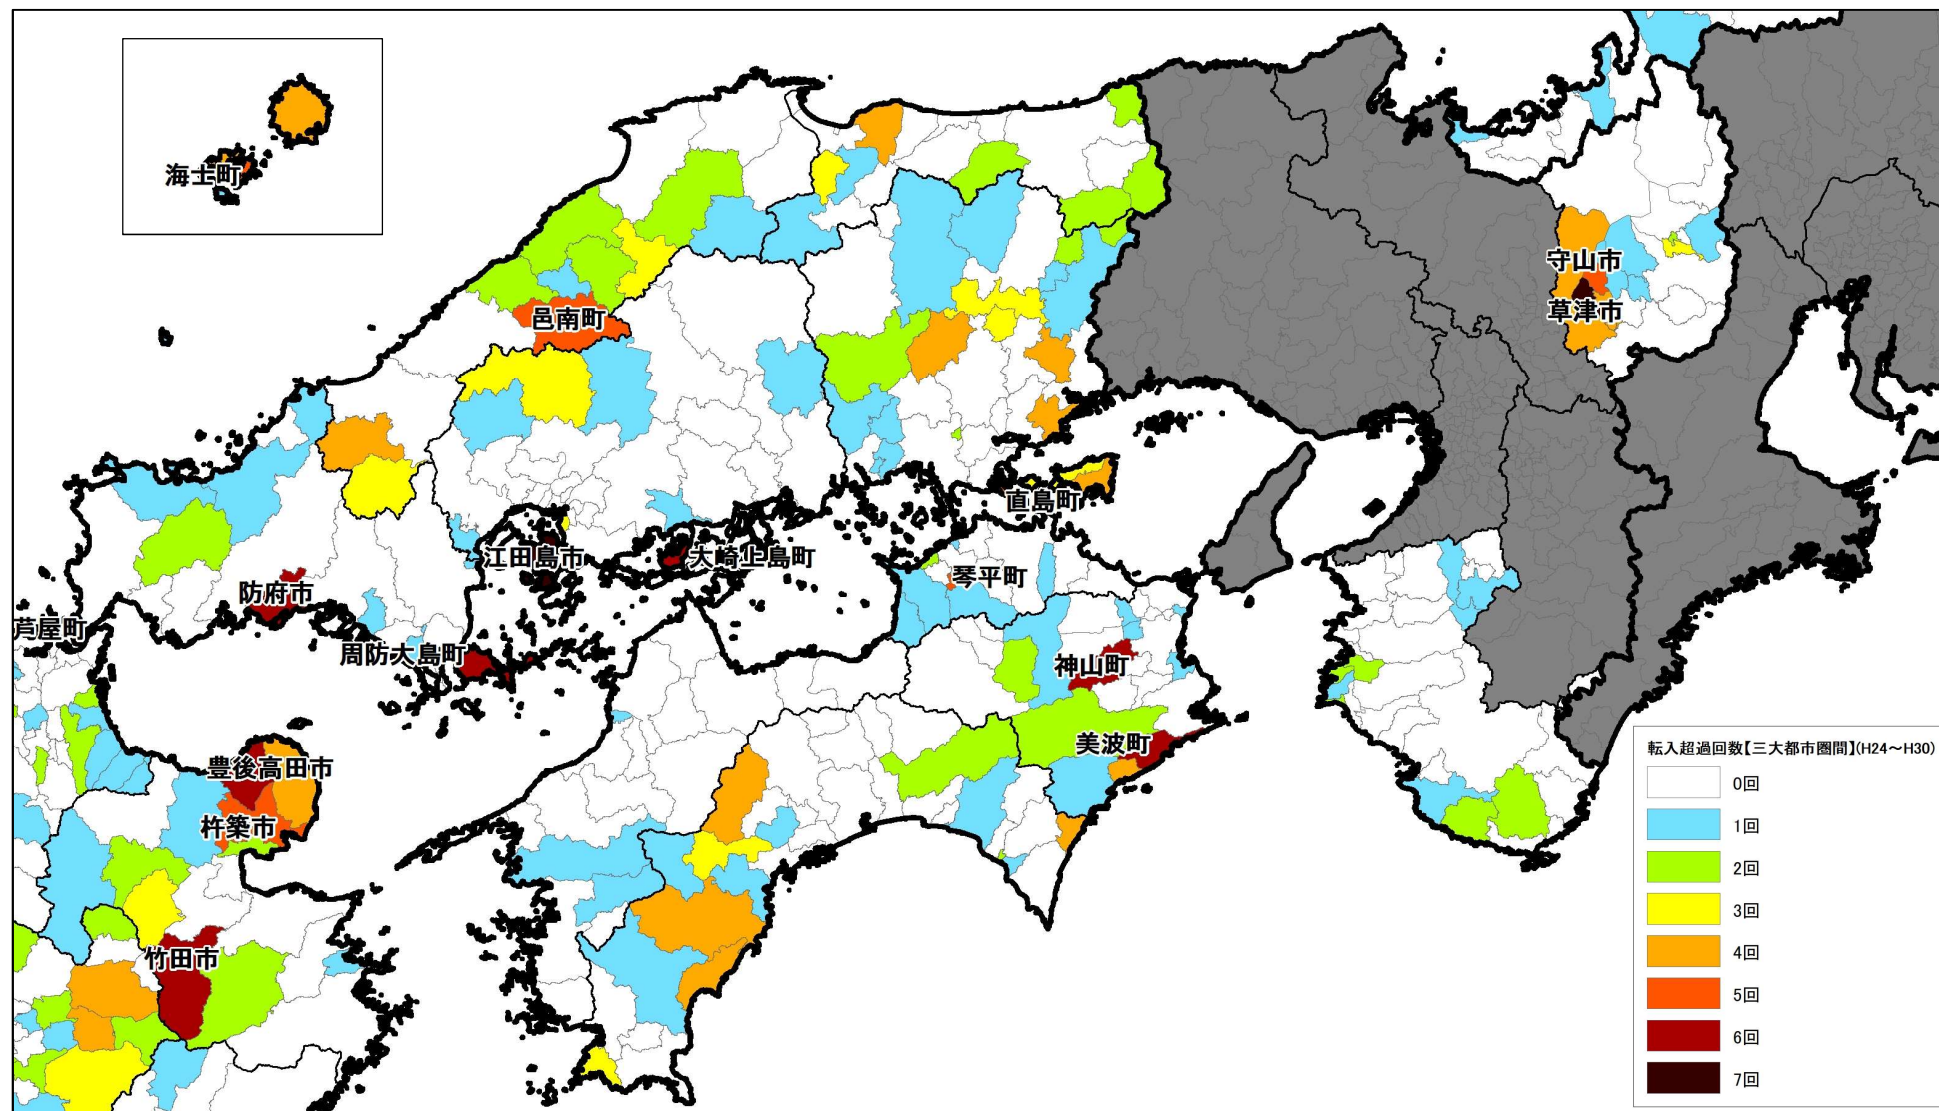 海士町
守山市
草津市
邑南町
直島町
江田島市
大崎上島町
琴平町
防府市
芦屋町
周防大島町
神山町
美波町
豊後高田市
杵築市
竹田市
転入超過回数【三大都市圏間】(H24~H30)
0回
1回
2回
3回
4回
5回
6回
7回